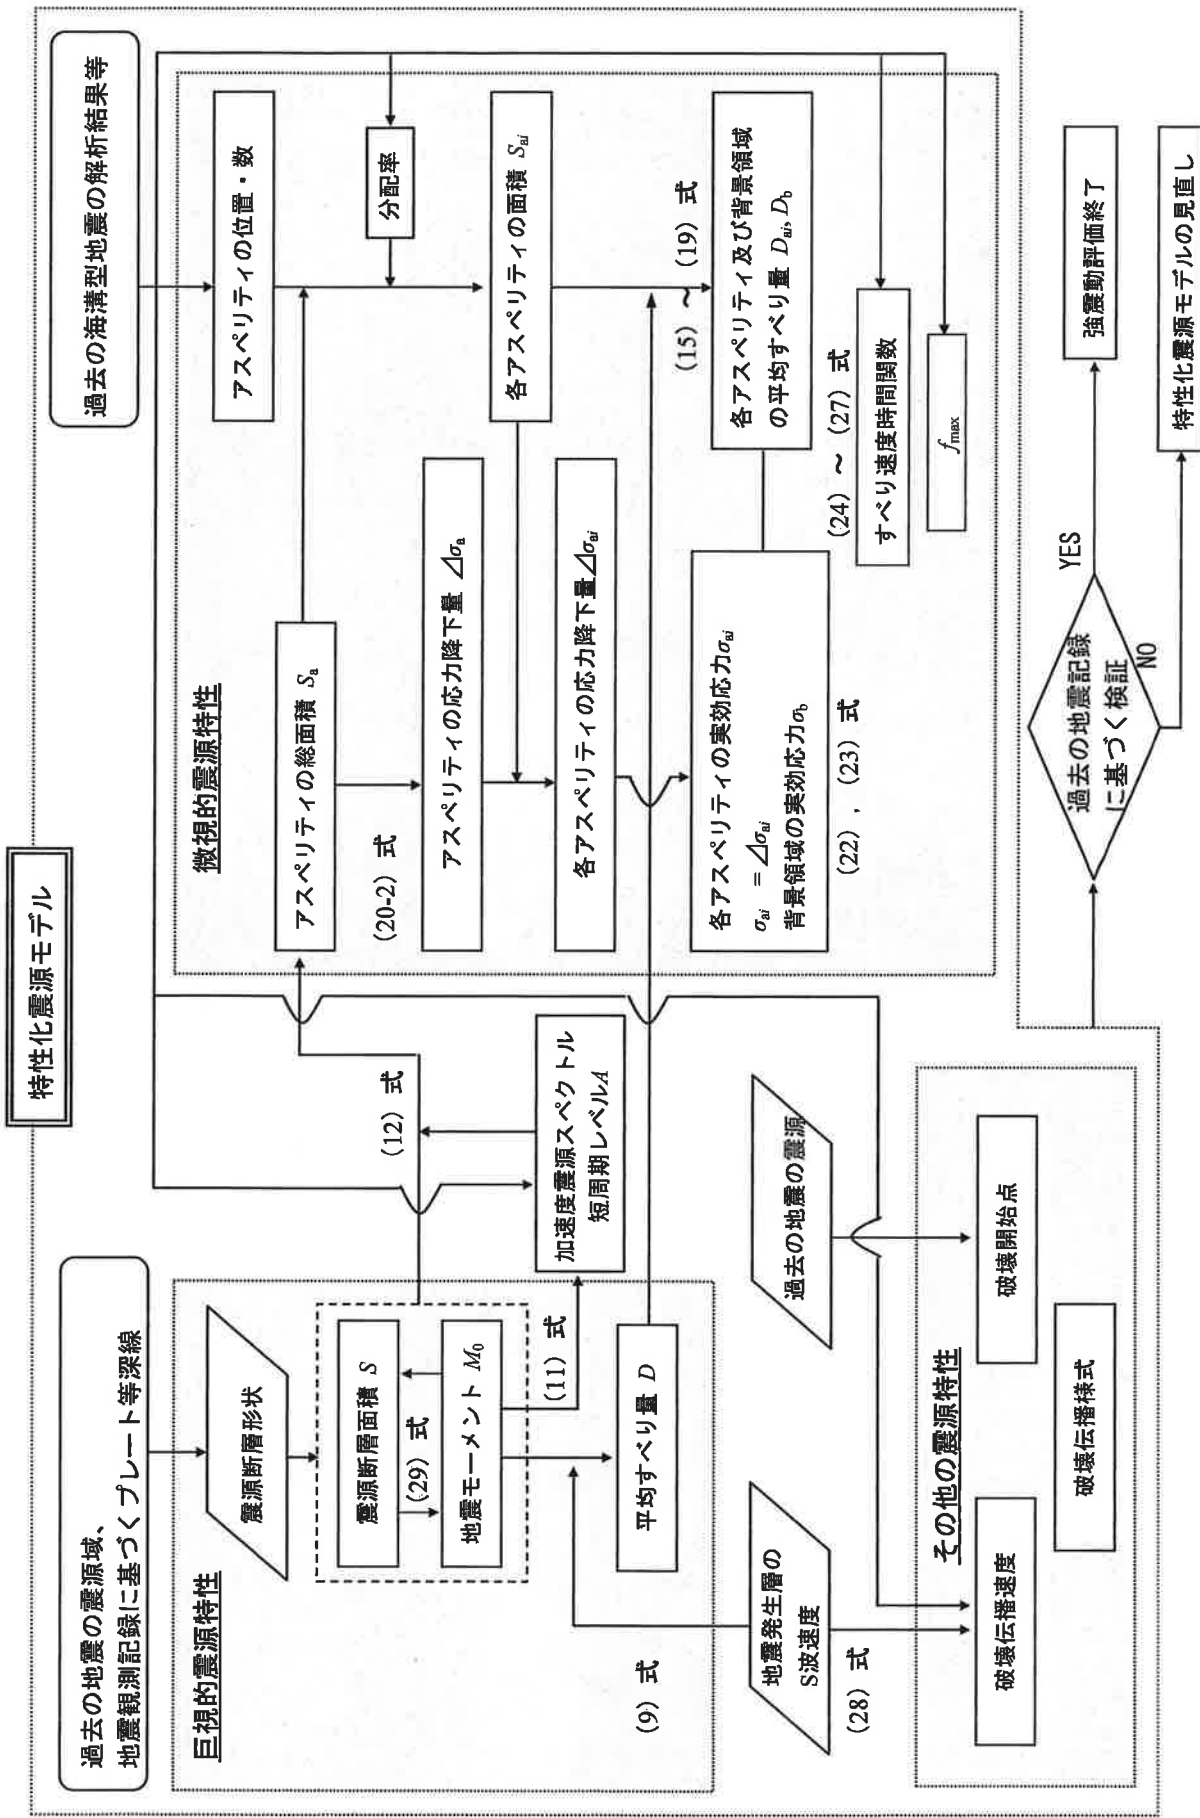 特性化震源モデル
過去の地震の震源域、
地震観測記録に基づくプレート等深線
過去の海溝型地震の解析結果等
巨視的震源特性
震源断層形状
震源断層面積 S
(29) 式
地震モーメント M₀
(11) 式
平均すべり量 D
(9) 式
(12) 式
加速度震源スペクトル
短周期レベルA
微視的震源特性
アスペリティの位置・数
アスペリティの総面積 Sa
分配率
(20-2) 式
アスペリティの応力降下量 Δσa
各アスペリティの面積 Sai
各アスペリティの応力降下量Δσai
(15) ~ (19) 式
各アスペリティの実効応力σai
σai = Δσai
背景領域の実効応力σb
(22), (23) 式
各アスペリティ及び背景領域
の平均すべり量 Dai, Db
(24) ~ (27) 式
すべり速度時間関数
fmax
地震発生層の
S波速度
(28) 式
過去の地震の震源
その他の震源特性
破壊伝播速度
破壊開始点
破壊伝播様式
過去の地震記録
に基づく検証
YES
強震動評価終了
NO
特性化震源モデルの見直し